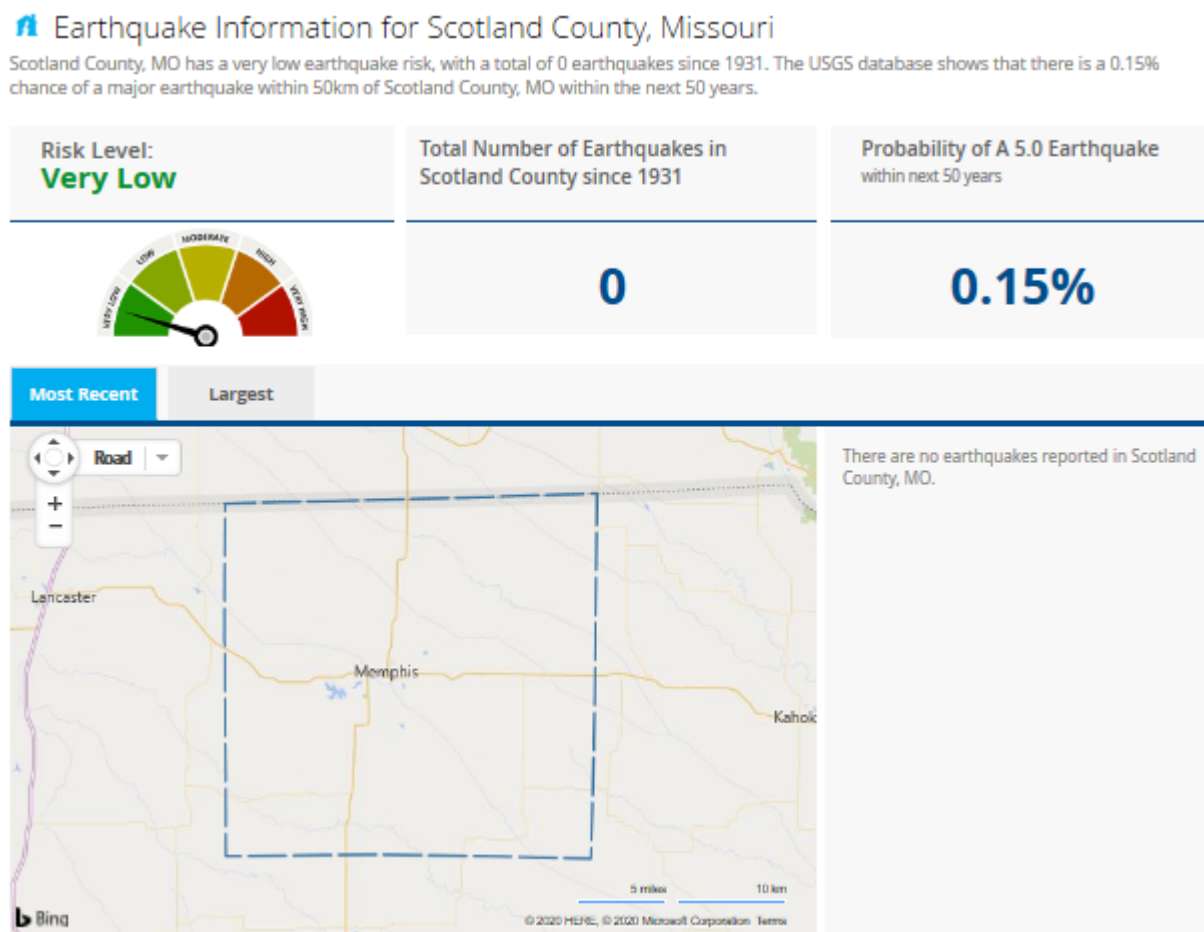 Earthquake Information for Scotland County, Missouri
Scotland County, MO has a very low earthquake risk, with a total of 0 earthquakes since 1931. The USGS database shows that there is a 0.15%
chance of a major earthquake within 50km of Scotland County, MO within the next 50 years.
Risk Level:
Very Low
Total Number of Earthquakes in
Scotland County since 1931
Probability of A 5.0 Earthquake
within next 50 years
VERY LOW
LOW
MODERATE
HIGH
VERY HIGH
0
0.15%
Most Recent
Largest
Road
There are no earthquakes reported in Scotland
County, MO.
+
−
Lancaster
Memphis
Kahok
5 miles
10 km
Bing
© 2020 HERE, © 2020 Microsoft Corporation Terms